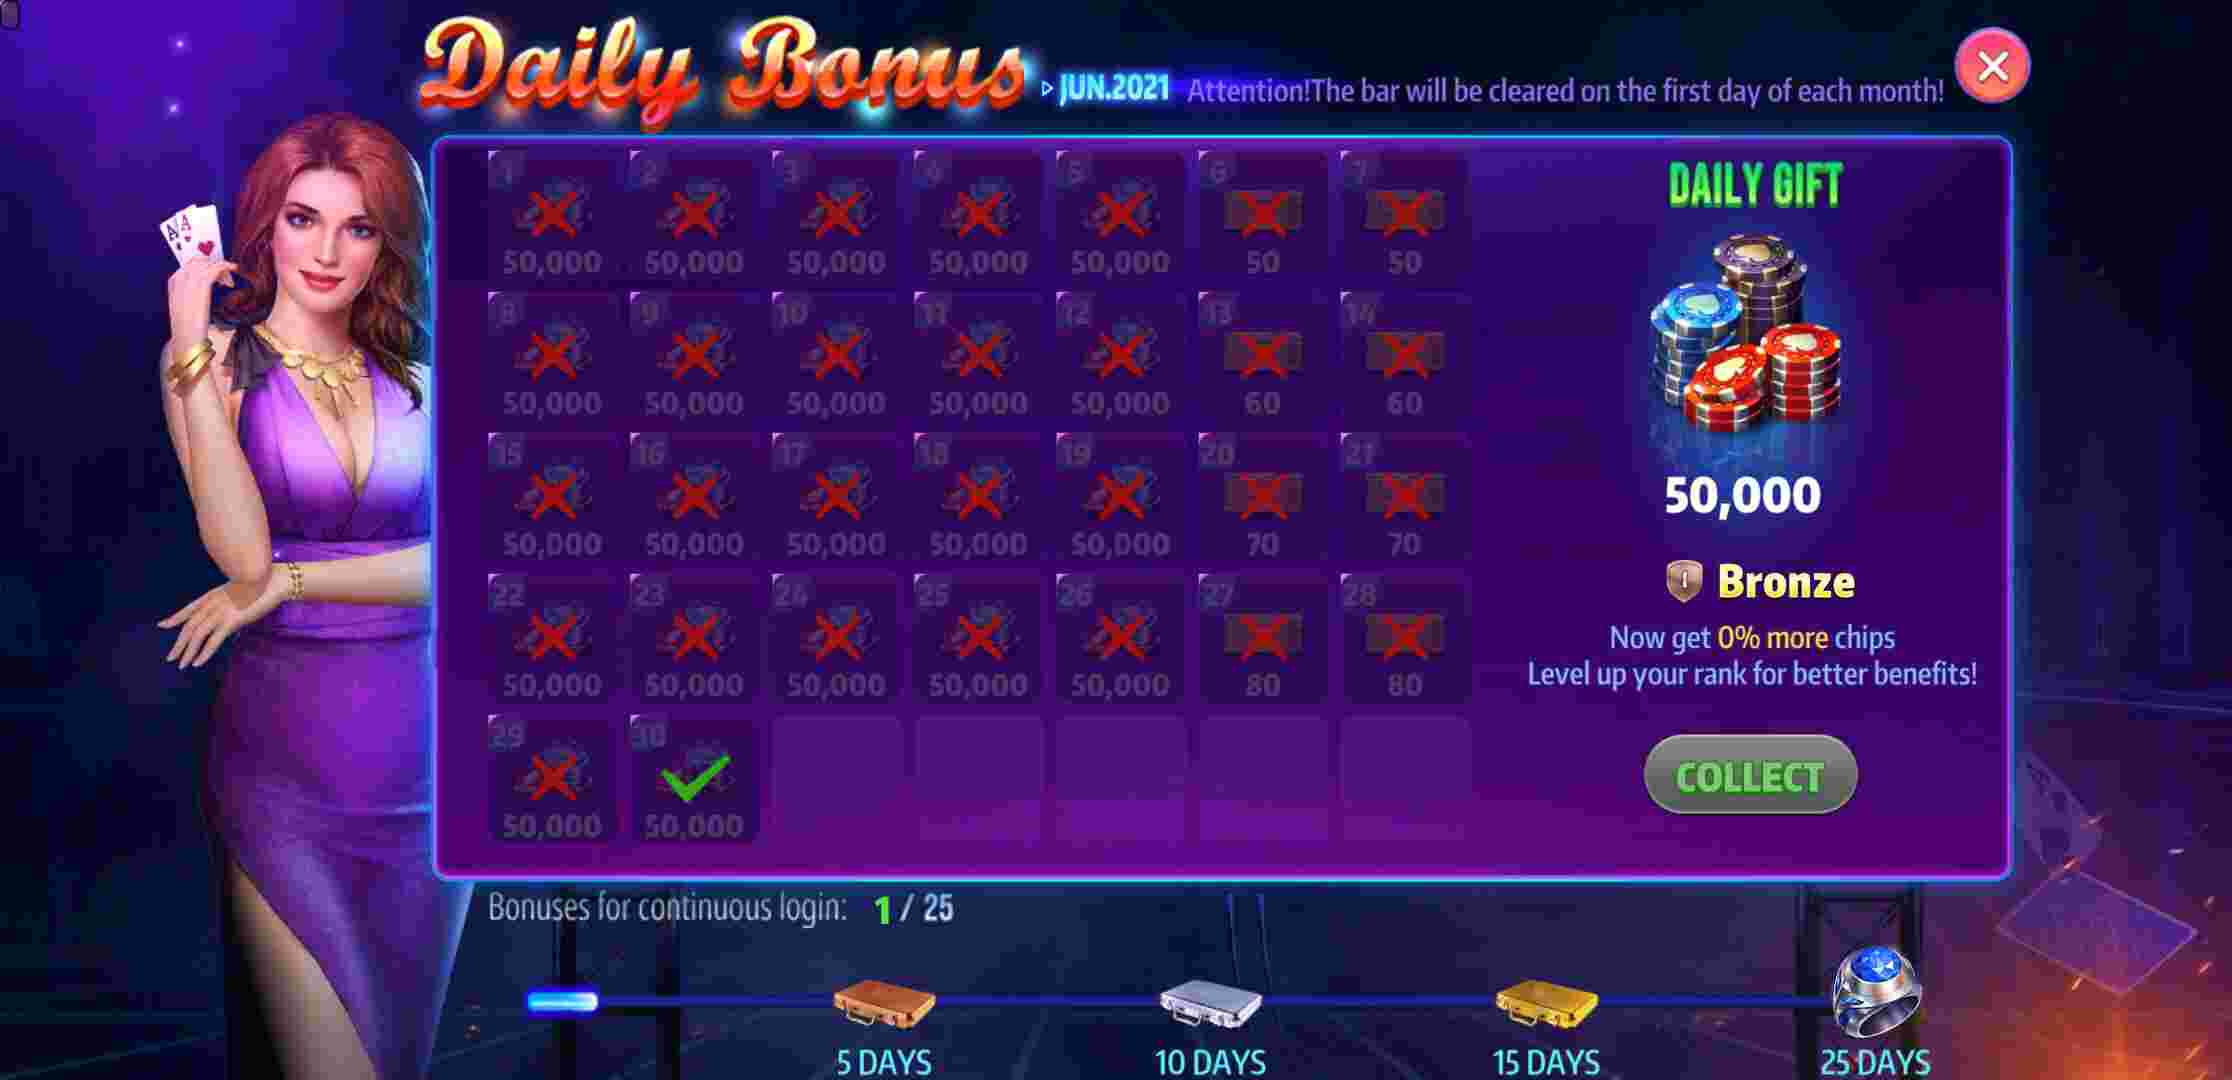 Daily Bonus
JUN.2021
Attention!The bar will be cleared on the first day of each month!
A A
1 2 3 4 5 6 7
50,000 50,000 50,000 50,000 50,000 50 50
8 9 10 11 12 13 14
50,000 50,000 50,000 50,000 50,000 60 60
15 16 17 18 19 20 21
50,000 50,000 50,000 50,000 50,000 70 70
22 23 24 25 26 27 28
50,000 50,000 50,000 50,000 50,000 80 80
29 30
50,000 50,000
DAILY GIFT
50,000
Bronze
Now get 0% more chips
Level up your rank for better benefits!
COLLECT
Bonuses for continuous login: 1 / 25
5 DAYS 10 DAYS 15 DAYS 25 DAYS